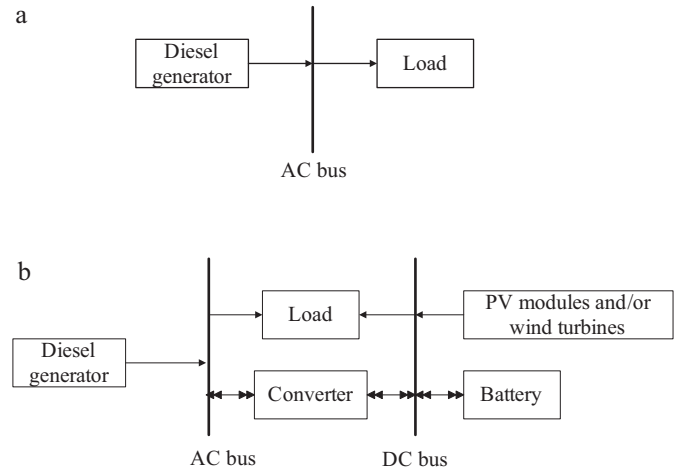 a
Diesel
generator
Load
AC bus
b
Load
PV modules and/or
wind turbines
Diesel
generator
Converter
Battery
AC bus
DC bus